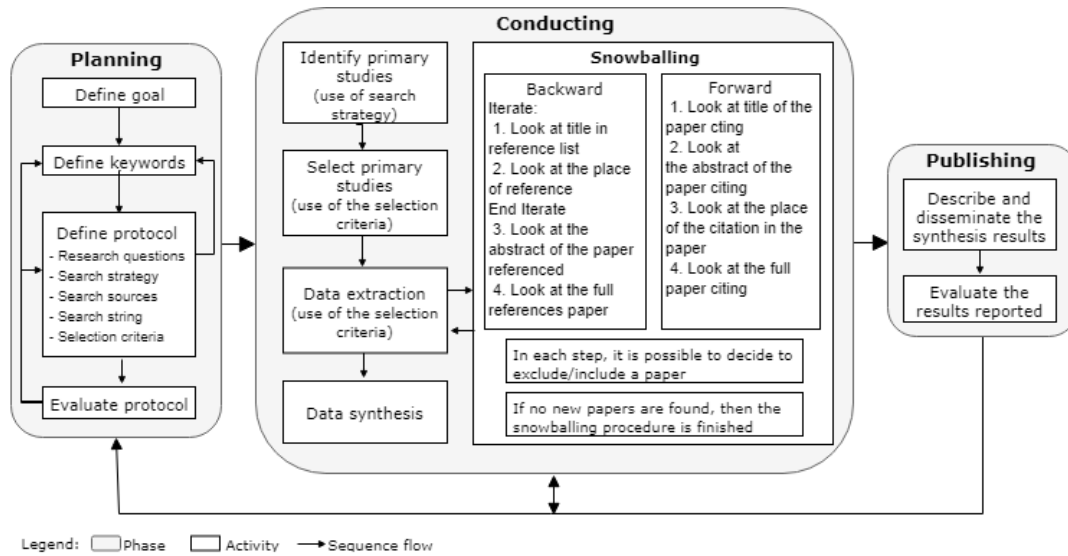 Planning
Define goal
Define keywords
Define protocol
- Research questions
- Search strategy
- Search sources
- Search string
- Selection criteria
Evaluate protocol
Conducting
Identify primary
studies
(use of search
strategy)
Select primary
studies
(use of the selection
criteria)
Data extraction
(use of the selection
criteria)
Data synthesis
Snowballing
Backward
Iterate:
1. Look at title in
reference list
2. Look at the place
of reference
End Iterate
3. Look at the
abstract of the paper
referenced
4. Look at the full
references paper
Forward
1. Look at title of the
paper cting
2. Look at
the abstract of the
paper citing
3. Look at the place
of the citation in the
paper
4. Look at the full
paper citing
In each step, it is possible to decide to
exclude/include a paper
If no new papers are found, then the
snowballing procedure is finished
Publishing
Describe and
disseminate the
synthesis results
Evaluate the
results reported
Legend: Phase Activity Sequence flow